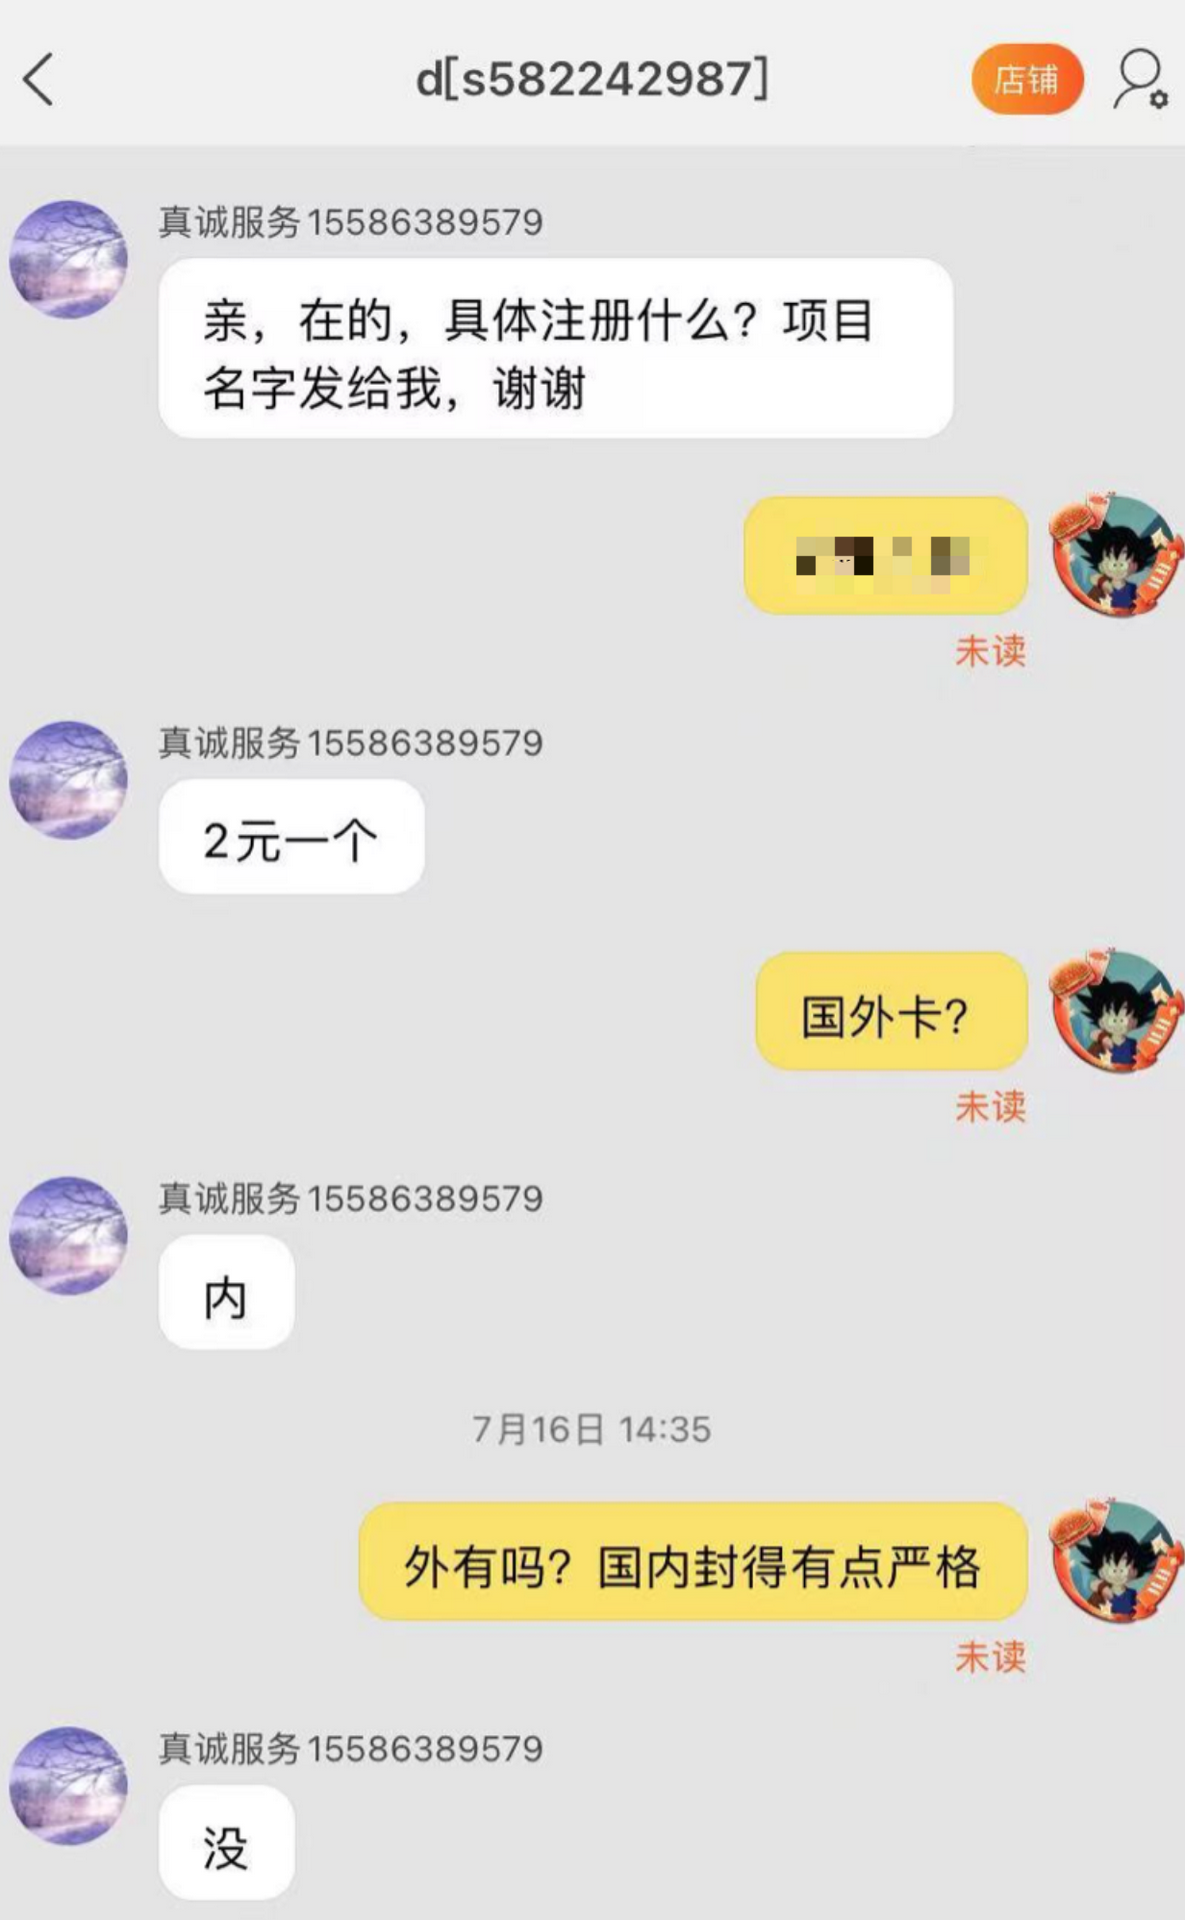 d[s582242987]
店铺
真诚服务15586389579
亲，在的，具体注册什么？项目
名字发给我，谢谢
未读
真诚服务15586389579
2元一个
国外卡？
未读
真诚服务15586389579
内
7月16日 14:35
外有吗？国内封得有点严格
未读
真诚服务15586389579
没